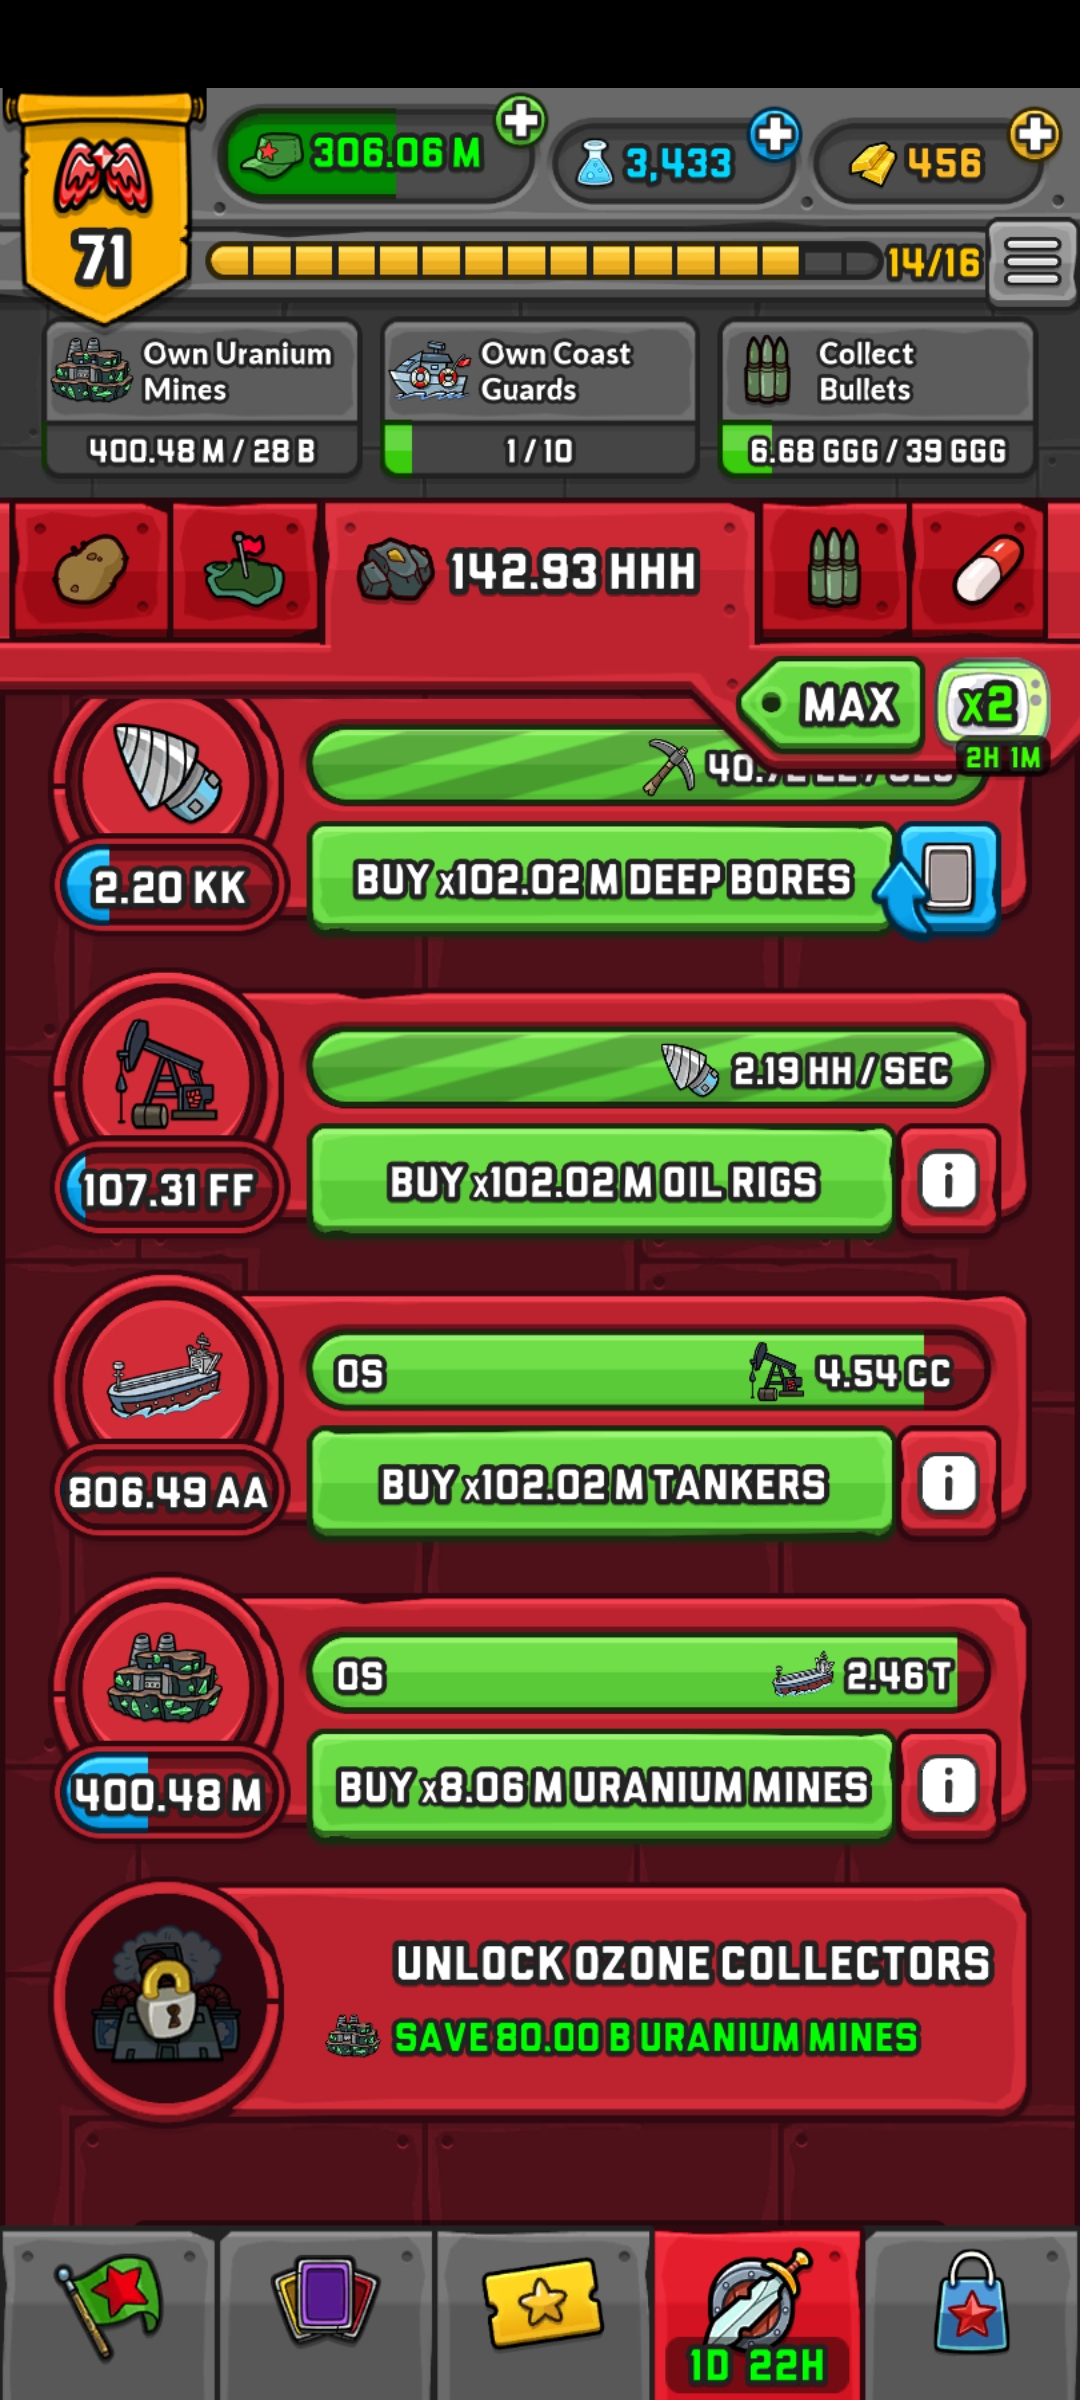 71
306.06 M
3,433
456
14/16
Own Uranium
Mines
400.48 M / 28 B
Own Coast
Guards
1 / 10
Collect
Bullets
6.68 GGG / 39 GGG
142.93 HHH
MAX
x2
2H 1M
2.20 KK
BUY x102.02 M DEEP BORES
2.19 HH / SEC
107.31 FF
BUY x102.02 M OIL RIGS
0S
4.54 CC
806.49 AA
BUY x102.02 M TANKERS
0S
2.46 T
400.48 M
BUY x8.06 M URANIUM MINES
UNLOCK OZONE COLLECTORS
SAVE 80.00 B URANIUM MINES
1D 22H